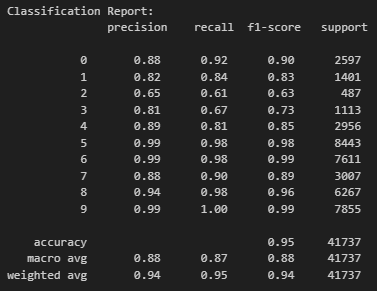 Classification Report:
precision recall f1-score support
0 0.88 0.92 0.90 2597
1 0.82 0.84 0.83 1401
2 0.65 0.61 0.63 487
3 0.81 0.67 0.73 1113
4 0.89 0.81 0.85 2956
5 0.99 0.98 0.98 8443
6 0.99 0.98 0.99 7611
7 0.88 0.90 0.89 3007
8 0.94 0.98 0.96 6267
9 0.99 1.00 0.99 7855
accuracy 0.95 41737
macro avg 0.88 0.87 0.88 41737
weighted avg 0.94 0.95 0.94 41737